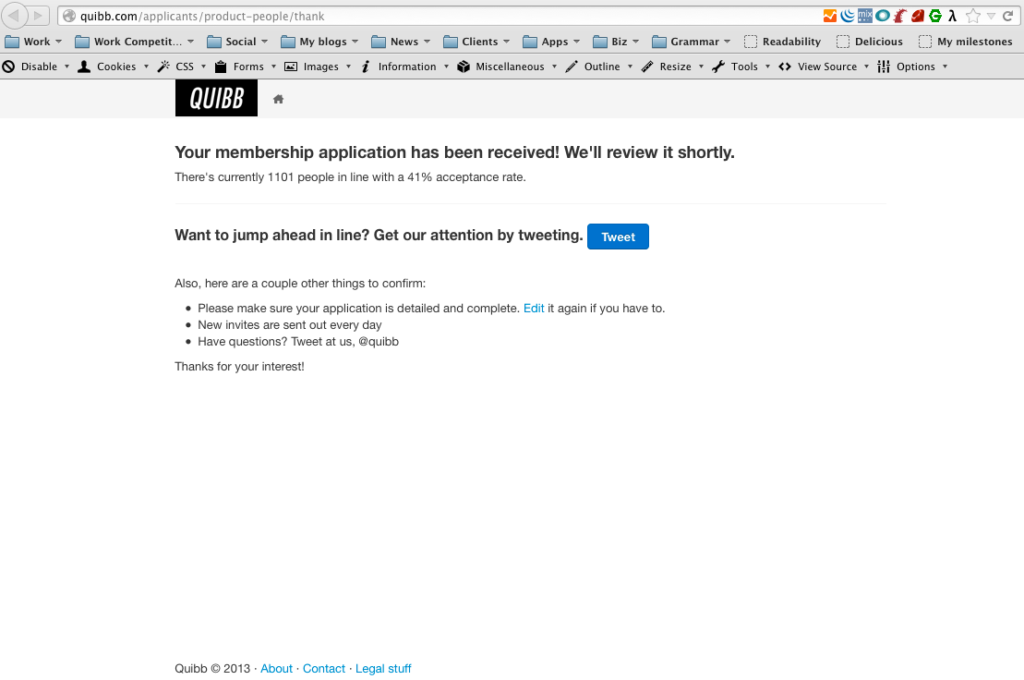 quibb.com/applicants/product-people/thank
Work Work Competit... Social My blogs News Clients Apps Biz Grammar Readability Delicious My milestones
Disable Cookies CSS Forms Images Information Miscellaneous Outline Resize Tools View Source Options
QUIBB
Your membership application has been received! We'll review it shortly.
There's currently 1101 people in line with a 41% acceptance rate.
Want to jump ahead in line? Get our attention by tweeting. Tweet
Also, here are a couple other things to confirm:
• Please make sure your application is detailed and complete. Edit it again if you have to.
• New invites are sent out every day
• Have questions? Tweet at us, @quibb
Thanks for your interest!
Quibb © 2013 · About · Contact · Legal stuff